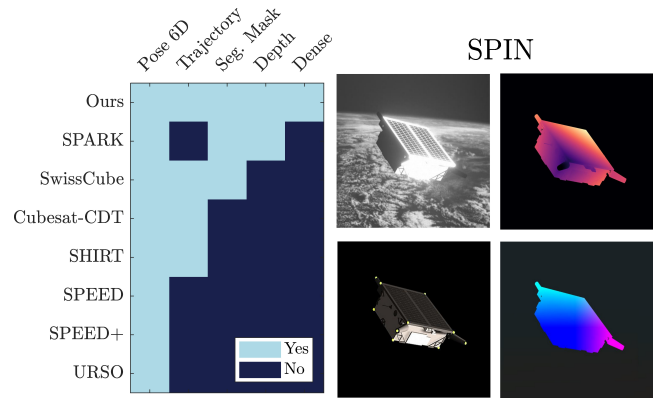 Pose 6D
Trajectory
Seg. Mask
Depth
Dense
SPIN
Ours
SPARK
SwissCube
Cubesat-CDT
SHIRT
SPEED
SPEED+
URSO
Yes
No